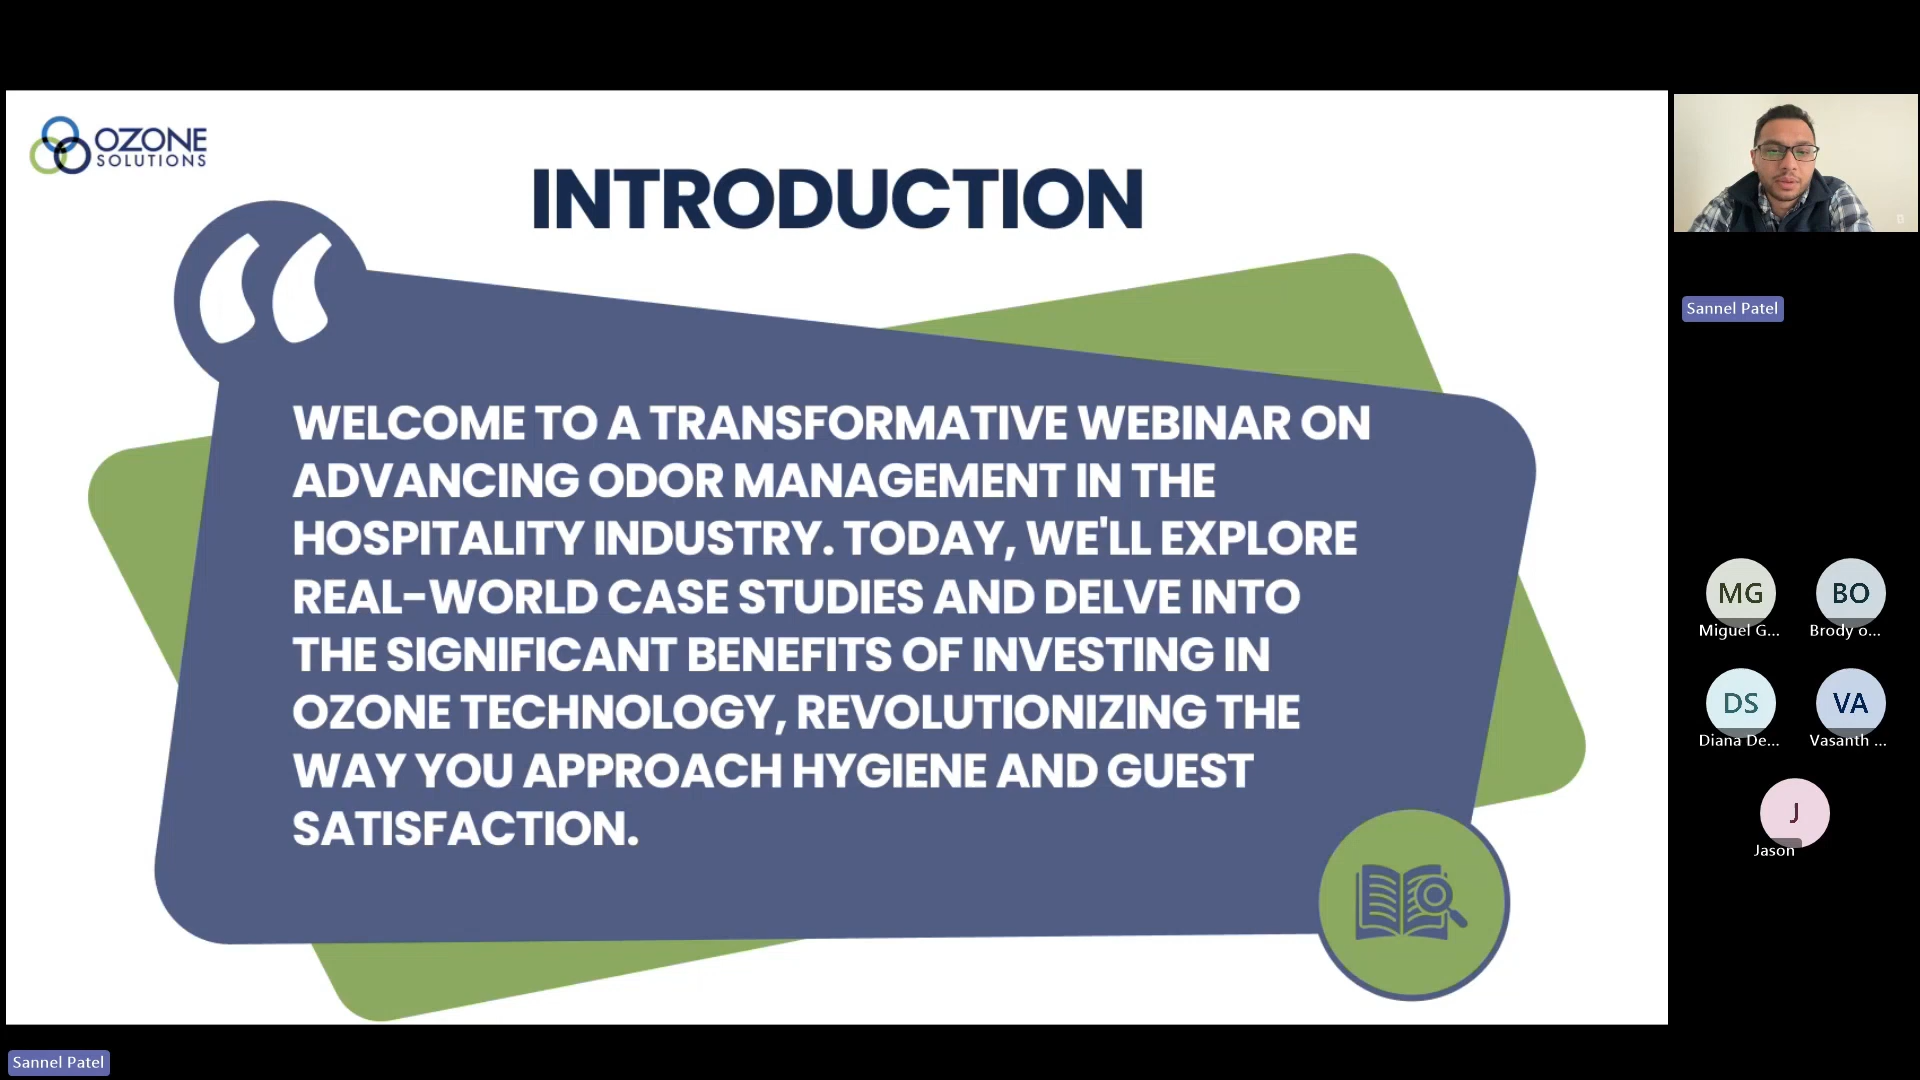 OZONE
SOLUTIONS
INTRODUCTION
WELCOME TO A TRANSFORMATIVE WEBINAR ON
ADVANCING ODOR MANAGEMENT IN THE
HOSPITALITY INDUSTRY. TODAY, WE'LL EXPLORE
REAL-WORLD CASE STUDIES AND DELVE INTO
THE SIGNIFICANT BENEFITS OF INVESTING IN
OZONE TECHNOLOGY, REVOLUTIONIZING THE
WAY YOU APPROACH HYGIENE AND GUEST
SATISFACTION.
Sannel Patel
MG
Miguel G...
BO
Brody o...
DS
Diana De...
VA
Vasanth ...
J
Jason
Sannel Patel